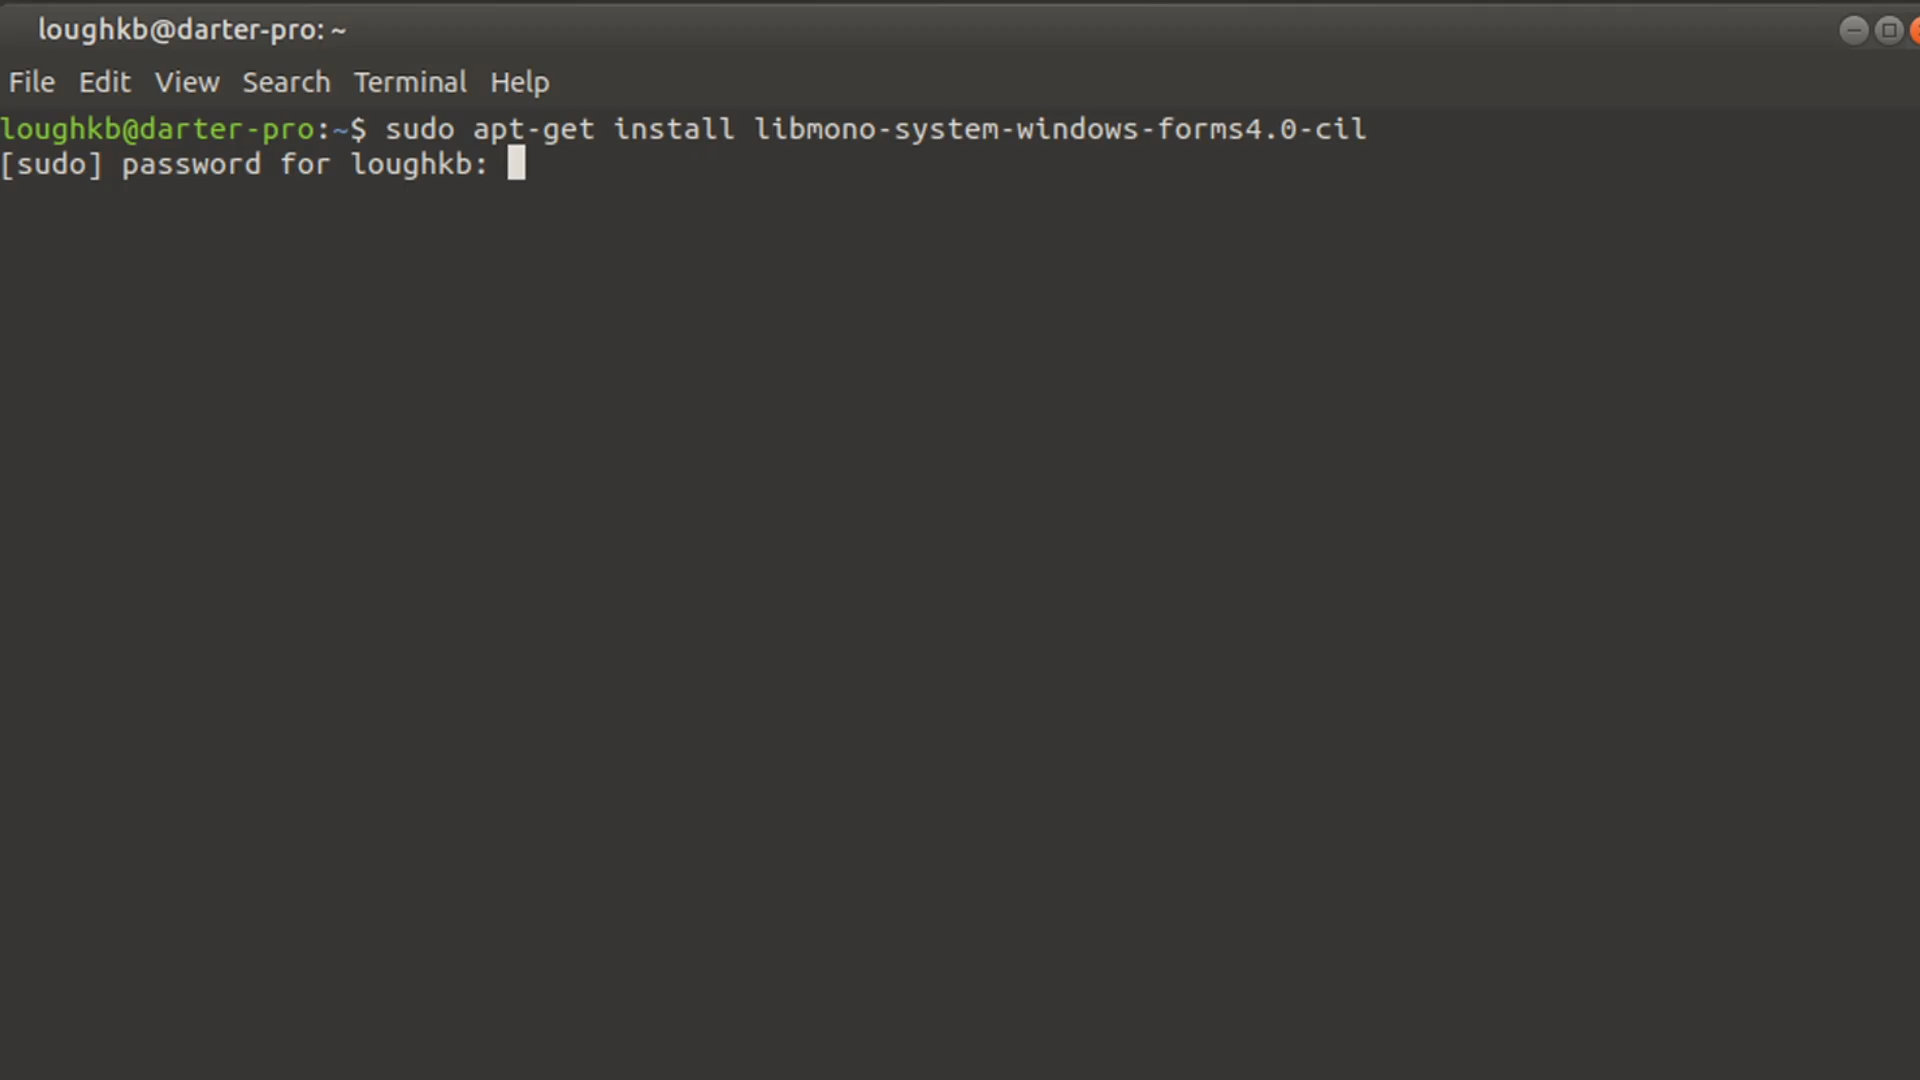 loughkb@darter-pro: ~
File Edit View Search Terminal Help
loughkb@darter-pro:~$ sudo apt-get install libmono-system-windows-forms4.0-cil
[sudo] password for loughkb: